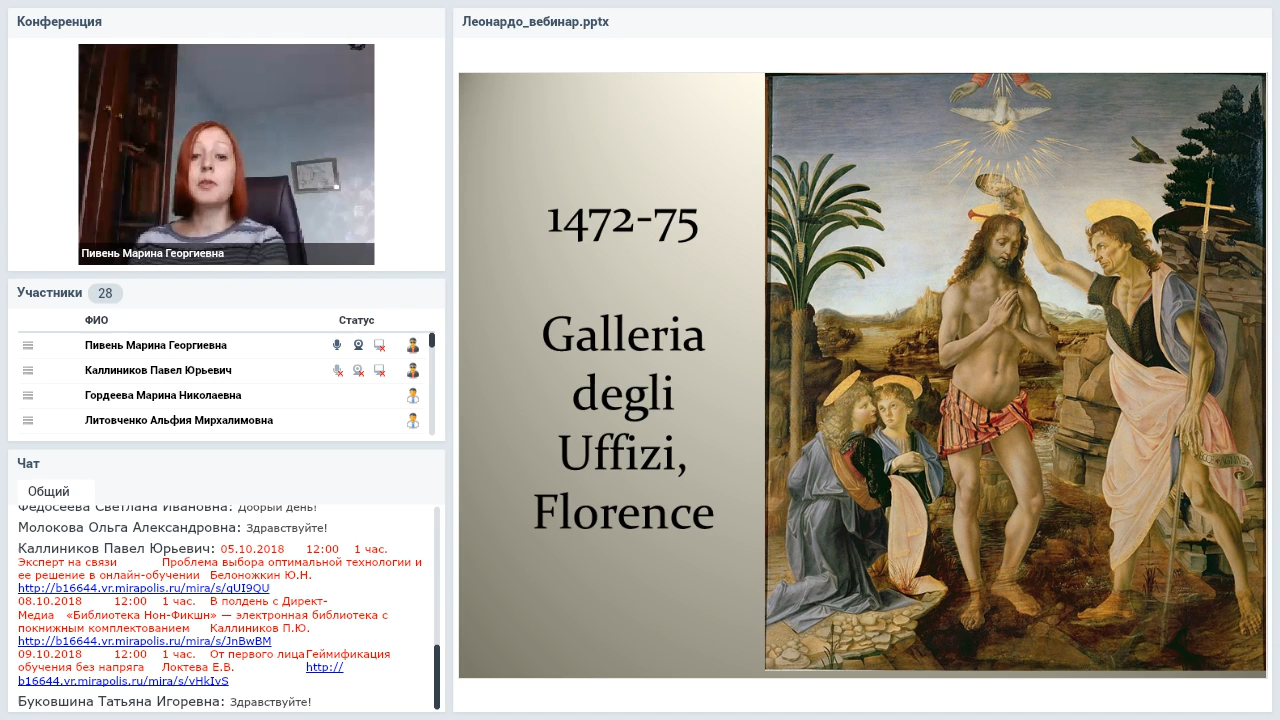 Конференция
Пивень Марина Георгиевна
Участники 28
ФИО Статус
Пивень Марина Георгиевна
Каллиников Павел Юрьевич
Гордеева Марина Николаевна
Литовченко Альфия Мирхалимовна
Чат
Общий
Федосеева Светлана Ивановна: Добрый день!
Молокова Ольга Александровна: Здравствуйте!
Каллиников Павел Юрьевич: 05.10.2018 12:00 1 час.
Эксперт на связи Проблема выбора оптимальной технологии и
ее решение в онлайн-обучении Белоножкин Ю.Н.
http://b16644.vr.mirapolis.ru/mira/s/qUI9QU
08.10.2018 12:00 1 час. В полдень с Директ-
Медиа «Библиотека Нон-Фикшн» — электронная библиотека с
покнижным комплектованием Каллиников П.Ю.
http://b16644.vr.mirapolis.ru/mira/s/JnBwBM
09.10.2018 12:00 1 час. От первого лица Геймификация
обучения без напряга Локтева Е.В. http://
b16644.vr.mirapolis.ru/mira/s/vHkIvS
Буковшина Татьяна Игоревна: Здравствуйте!
Леонардо_вебинар.pptx
1472-75
Galleria
degli
Uffizi,
Florence